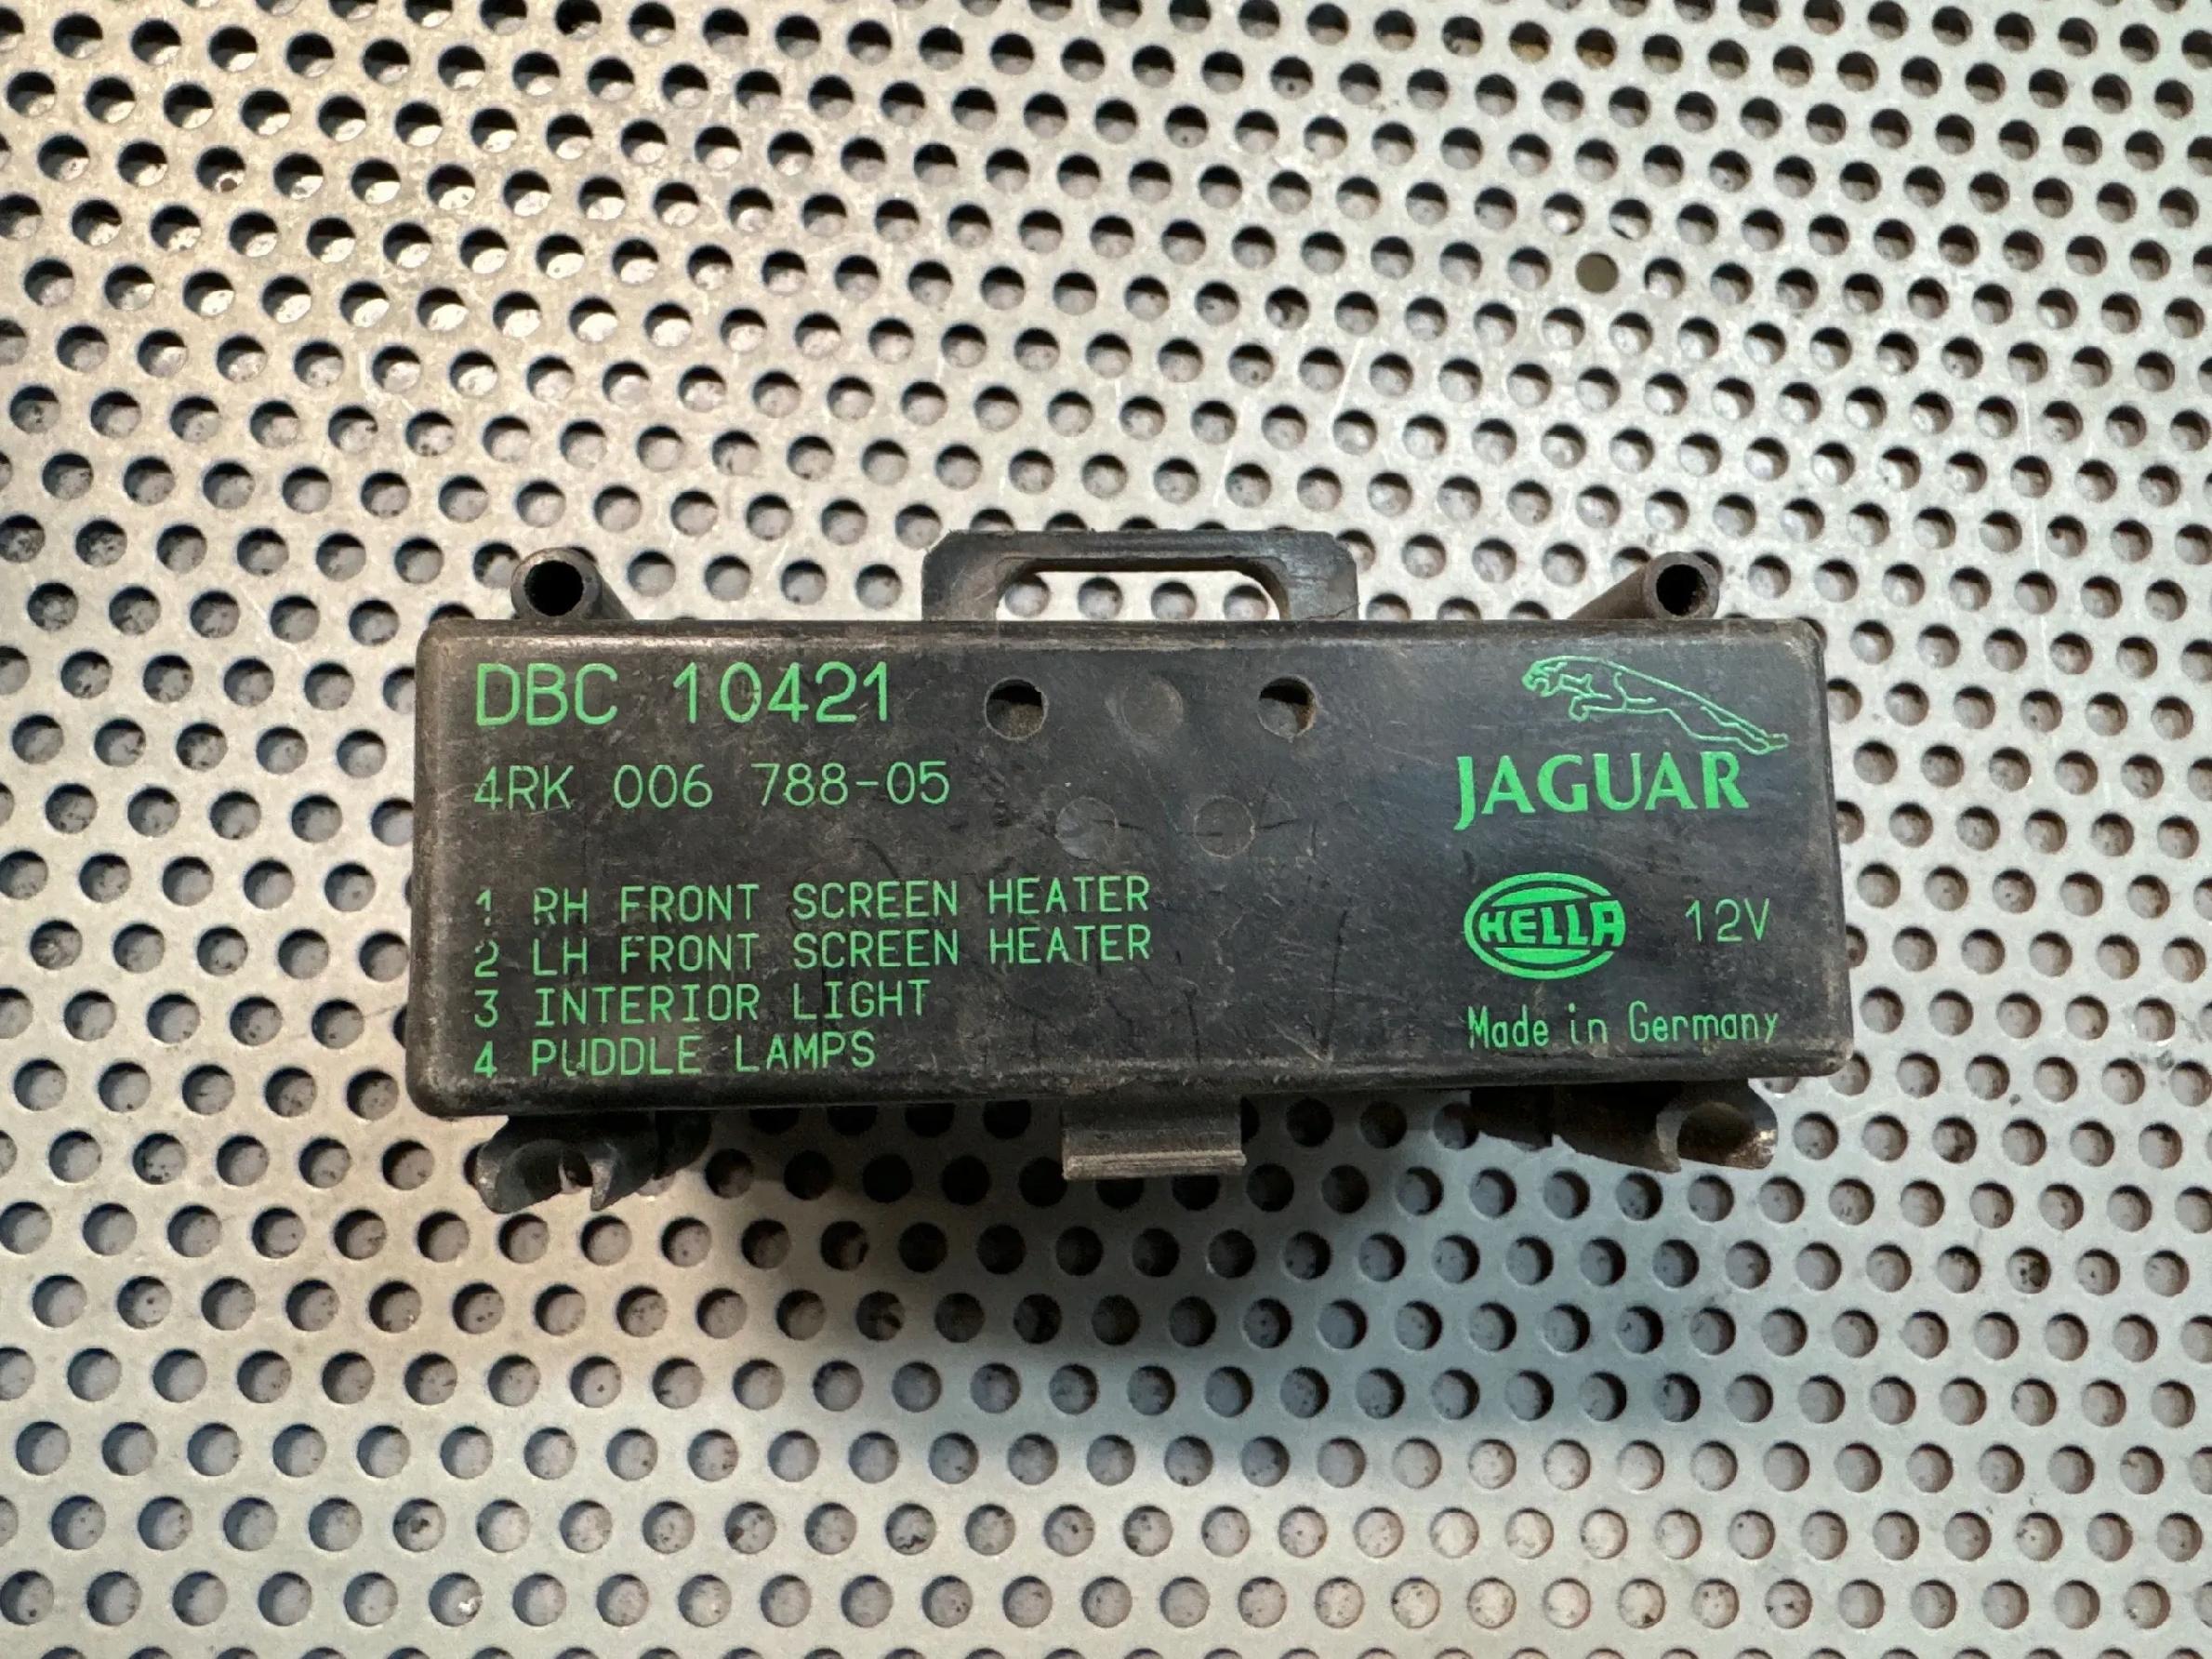 DBC 10421
4RK 006 788-05
1 RH FRONT SCREEN HEATER
2 LH FRONT SCREEN HEATER
3 INTERIOR LIGHT
4 PUDDLE LAMPS
JAGUAR
HELLA 12V
Made in Germany